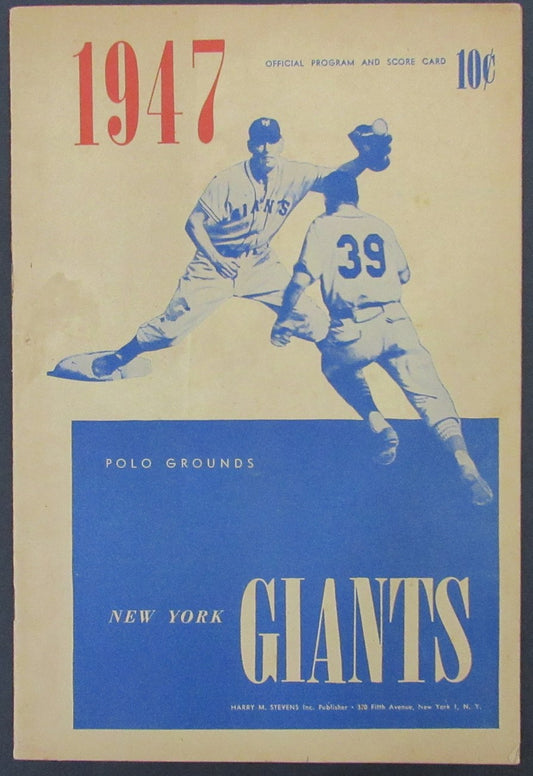 1947
OFFICIAL PROGRAM AND SCORE CARD 10¢
GIANTS
39
POLO GROUNDS
NEW YORK GIANTS
HARRY M. STEVENS Inc. Publisher • 320 Fifth Avenue, New York 1, N. Y.